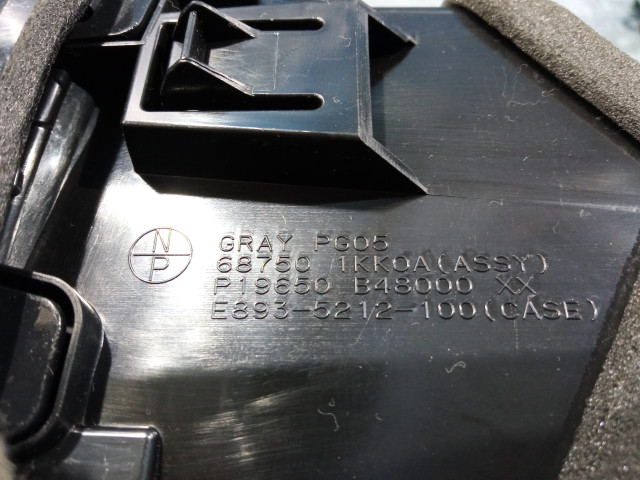 N
P
GRAY PG05
68750 1KK0A(ASSY)
P19650 B48000 XX
E893-5212-100(CASE)